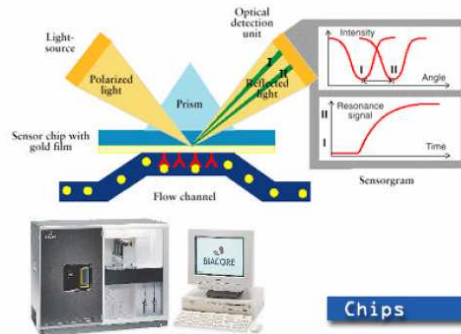 Light-
source
Polarized
light
Prism
Optical
detection
unit
I
II
Reflected
light
Sensor chip with
gold film
Flow channel
Intensity
I
II
Angle
Resonance
signal
II
I
Time
Sensorgram
BIACORE
Chips